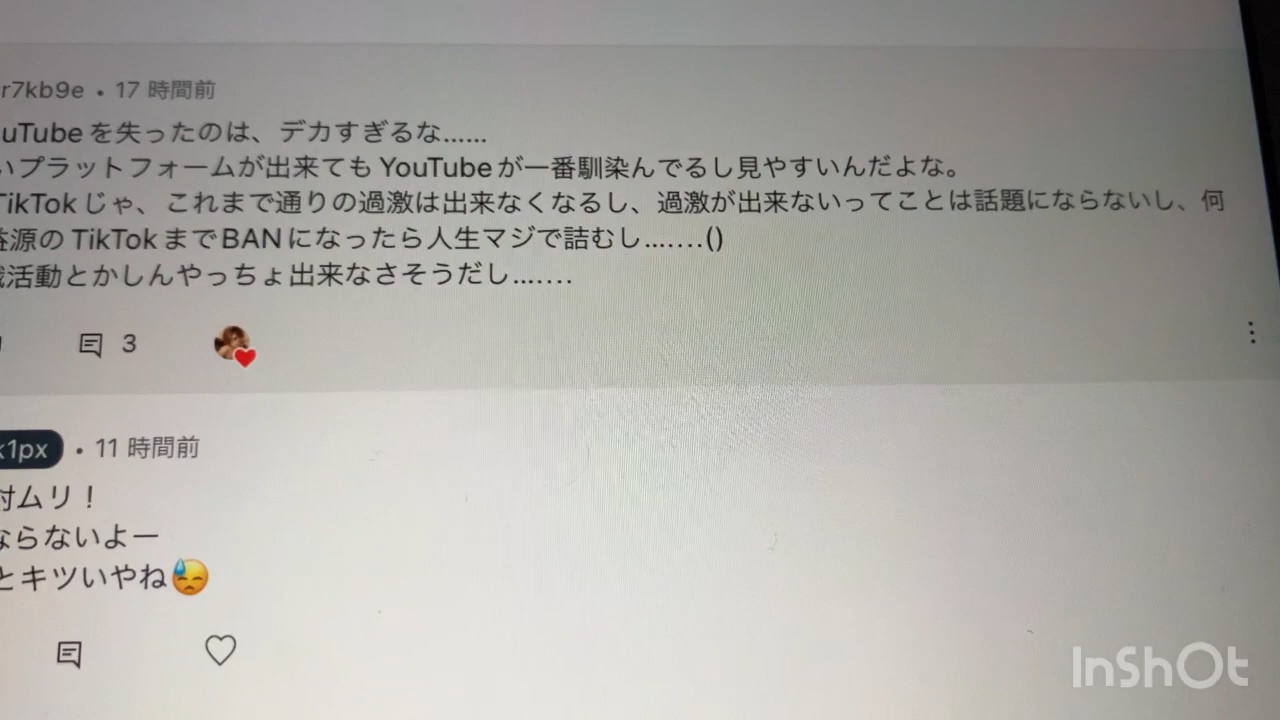 r7kb9e • 17 時間前
uTube を失ったのは、デカすぎるな......
いプラットフォームが出来ても YouTube が一番馴染んでるし見やすいんだよな。
TikTok じゃ、これまで通りの過激は出来なくなるし、過激が出来ないってことは話題にならないし、何
益源の TikTok まで BAN になったら人生マジで詰むし.......()
活動とかしんやっちょ出来なさそうだし.......
3
k1px • 11 時間前
対ムリ！
ならないよー
とキツいやね😓
InShOt